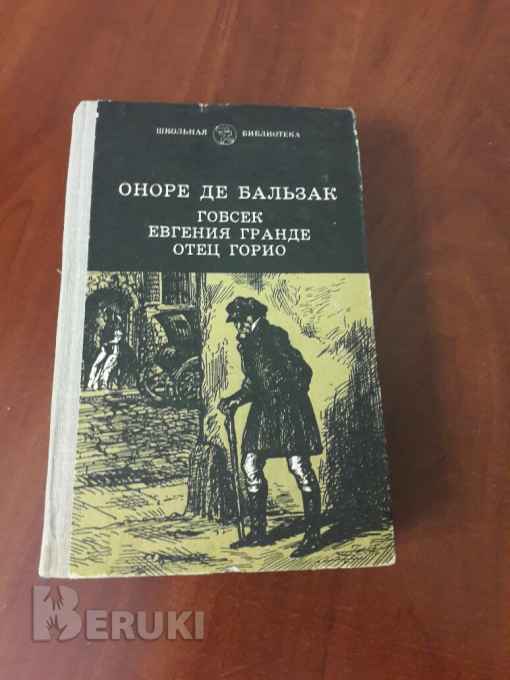 ШКОЛЬНАЯ БИБЛИОТЕКА
ОНОРЕ ДЕ БАЛЬЗАК
ГОБСЕК
ЕВГЕНИЯ ГРАНДЕ
ОТЕЦ ГОРИО
BERUKI